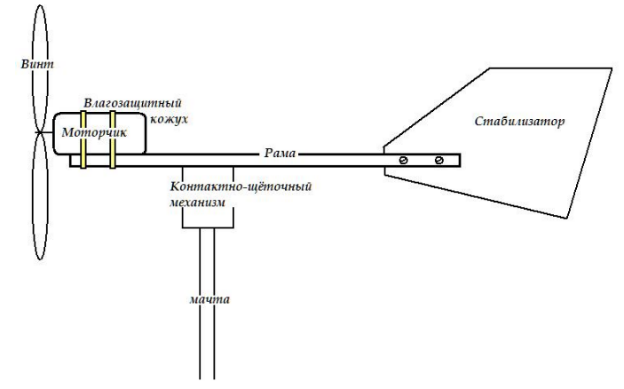 Винт
Влагозащитный
кожух
Моторчик
Стабилизатор
Рама
Контактно-щёточный
механизм
мачта